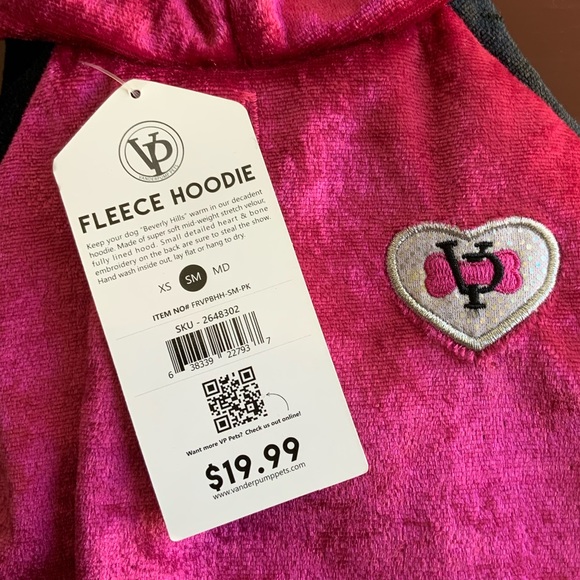 VP
VANDERPUMP PETS
FLEECE HOODIE
Keep your dog "Beverly Hills" warm in our decadent
hoodie. Made of super soft mid-weight stretch velour,
fully lined hood. Small detailed heart & bone
embroidery on the back are sure to steal the show.
Hand wash inside out, lay flat or hang to dry.
XS SM MD
ITEM NO# FRVPBHH-SM-PK
SKU - 2648302
6 38339 22793 7
Want more VP Pets? Check us out online!
$19.99
www.vanderpumppets.com
VP